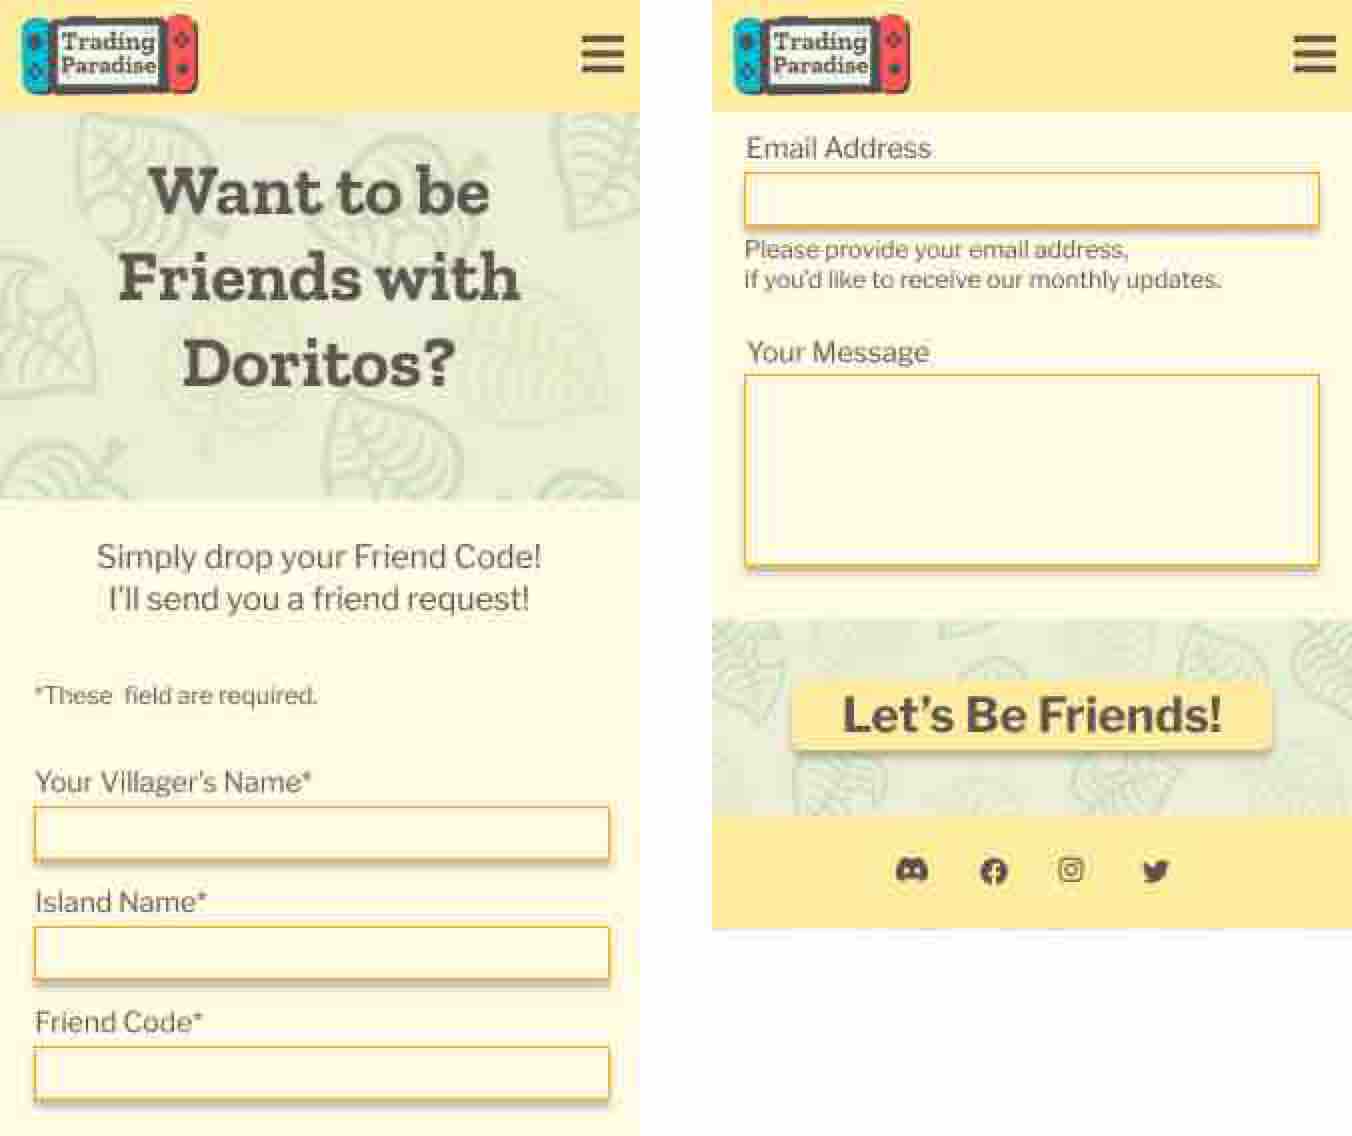 Trading
Paradise
Want to be
Friends with
Doritos?
Simply drop your Friend Code!
I'll send you a friend request!
*These field are required.
Your Villager's Name*
Island Name*
Friend Code*
Trading
Paradise
Email Address
Please provide your email address,
if you'd like to receive our monthly updates.
Your Message
Let's Be Friends!